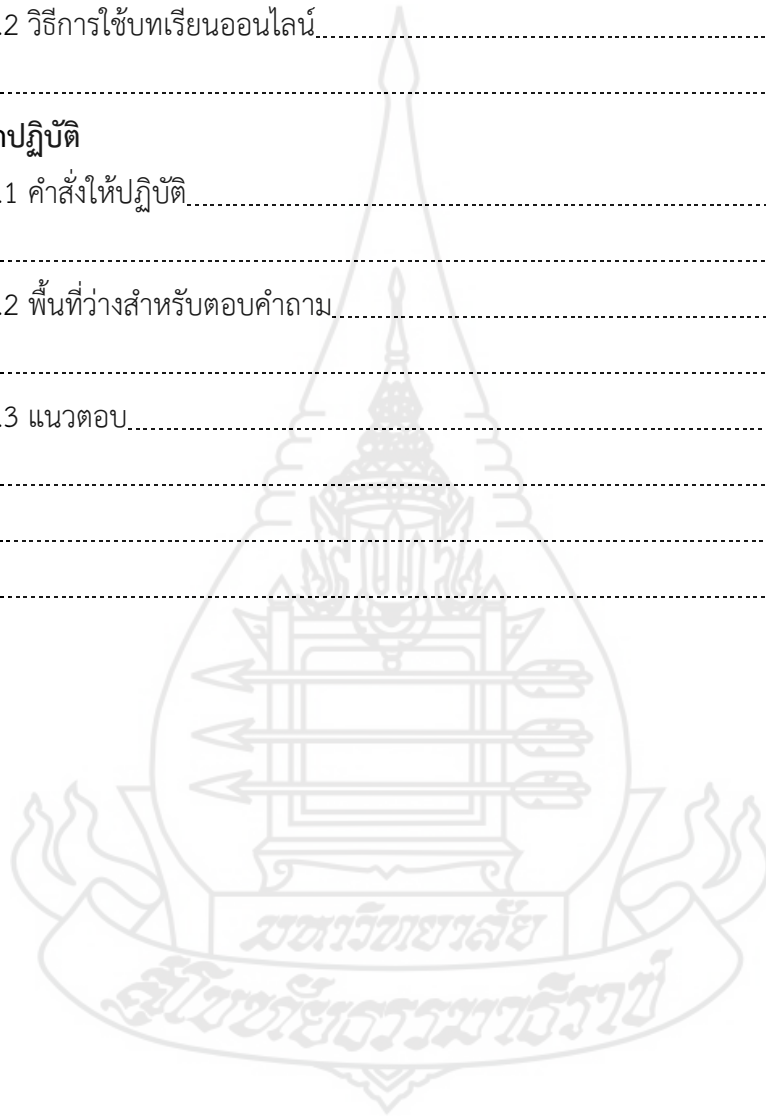 .2 วิธีการใช้บทเรียนออนไลน์
ปฏิบัติ
.1 คำสั่งให้ปฏิบัติ
.2 พื้นที่ว่างสำหรับตอบคำถาม
.3 แนวตอบ
มหาวิทยาลัย
สุโขทัยธรรมาธิราช